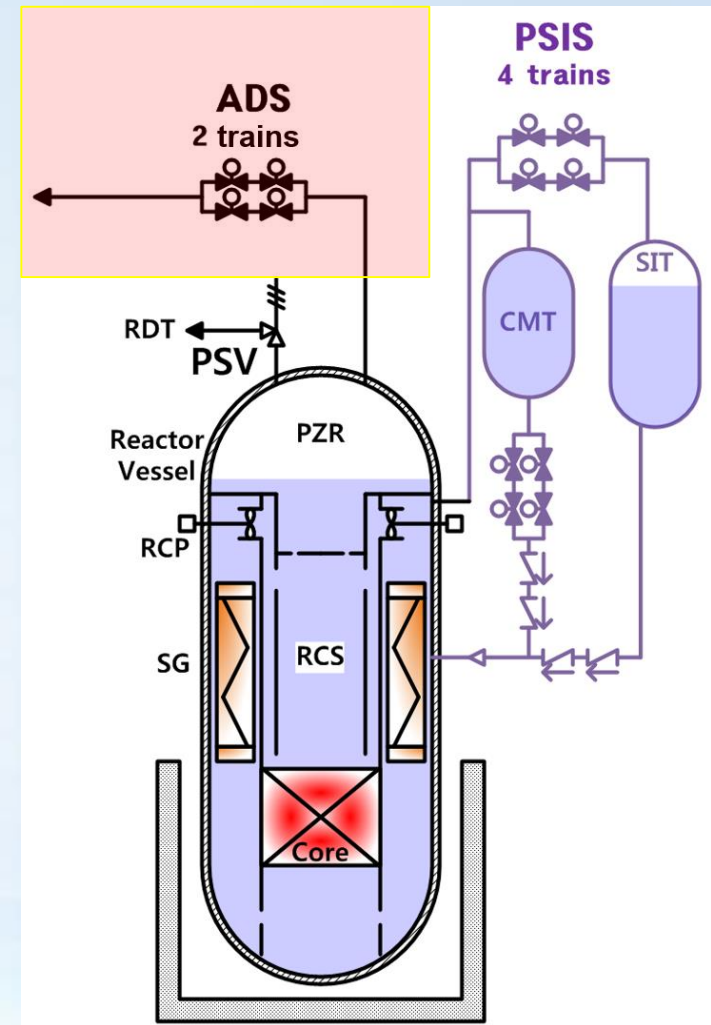 ADS
2 trains
PSIS
4 trains
SIT
CMT
RDT
PSV
PZR
Reactor
Vessel
RCP
SG
RCS
Core